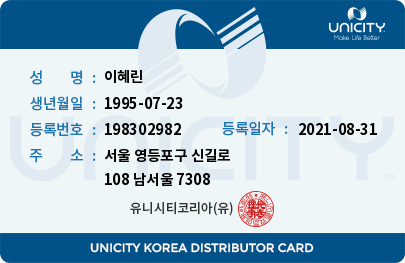 UNICITY
Make Life Better
성 명 : 이혜린
생년월일 : 1995-07-23
등록번호 : 198302982 등록일자 : 2021-08-31
주 소 : 서울 영등포구 신길로
108 남서울 7308
UNICITY
TM
유니시티코리아(유)
UNICITY KOREA DISTRIBUTOR CARD